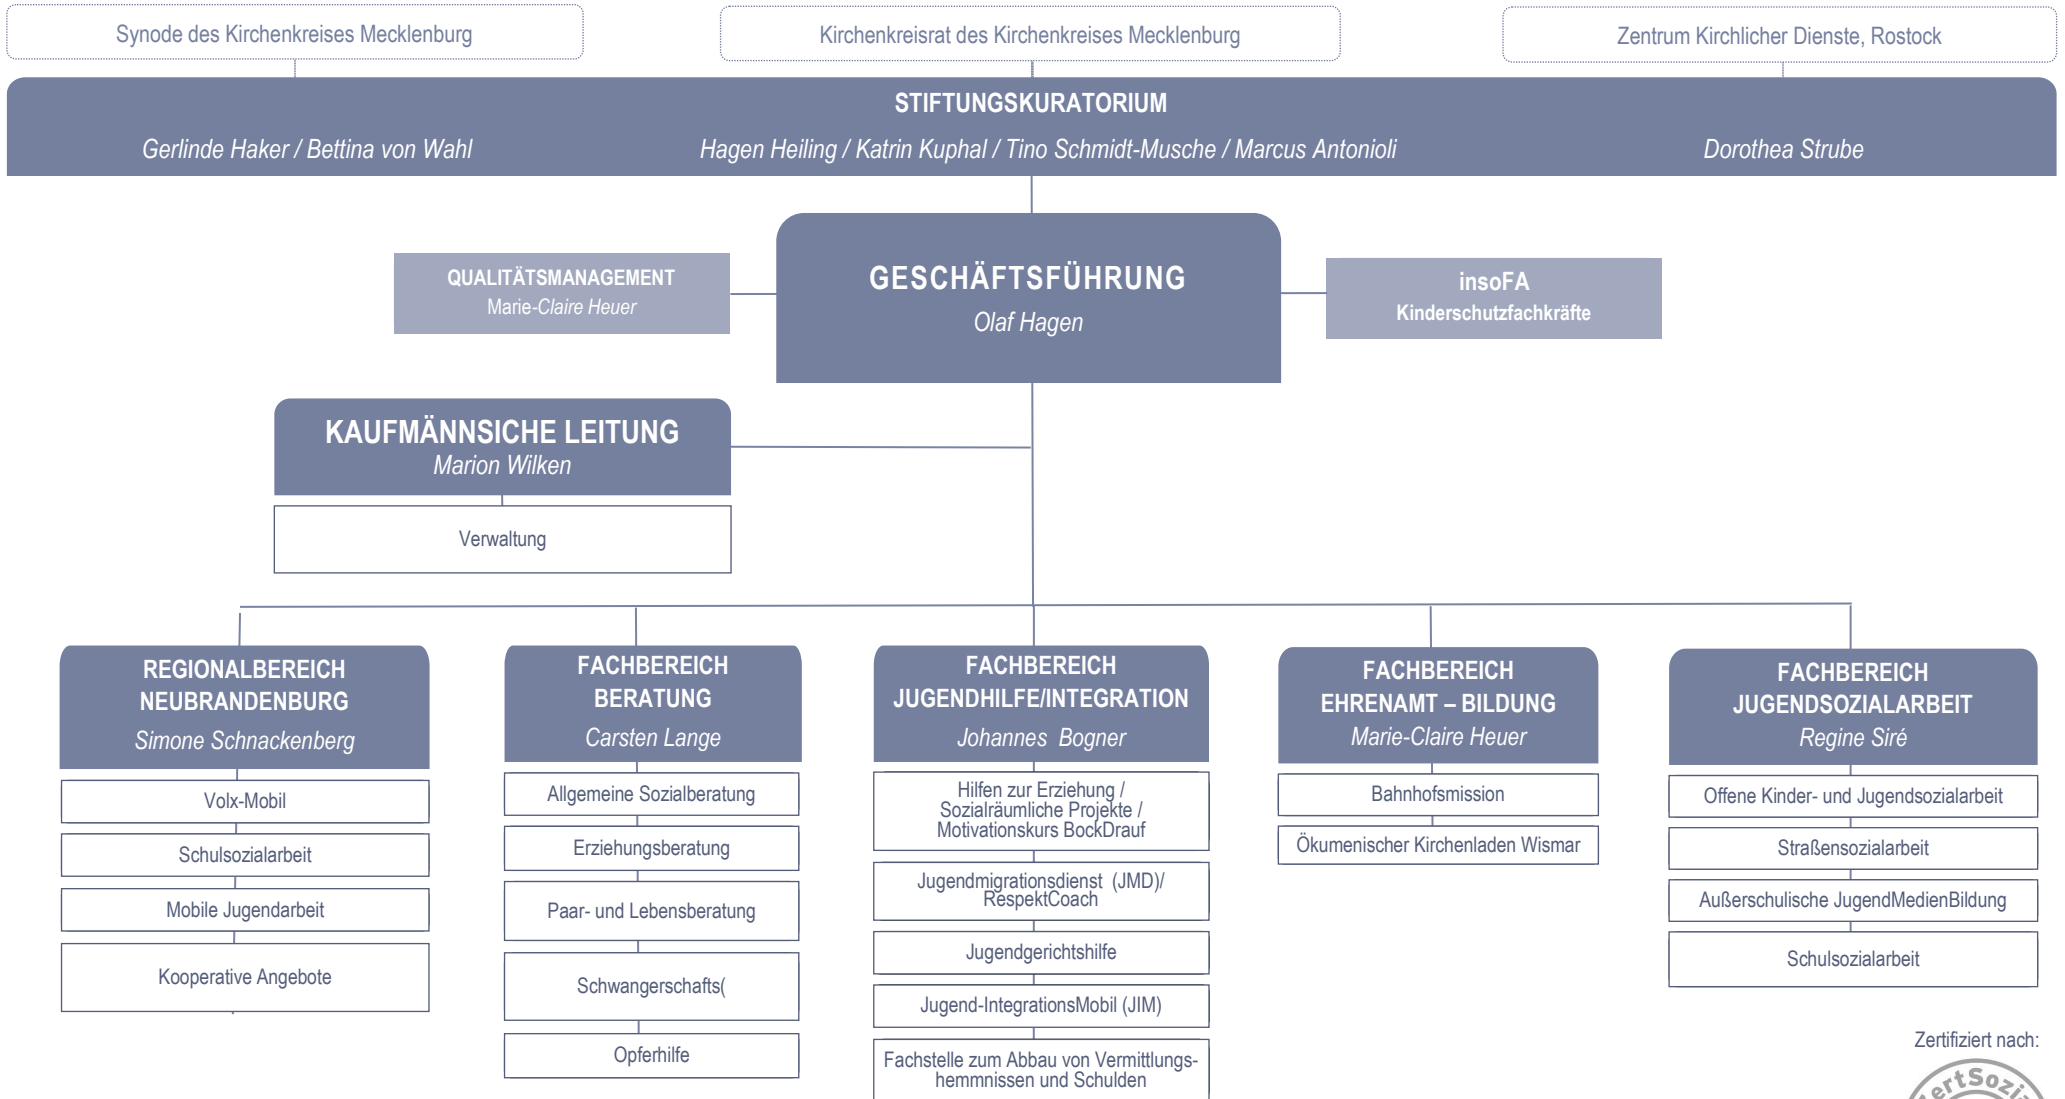 Synode des Kirchenkreises Mecklenburg
Kirchenkreisrat des Kirchenkreises Mecklenburg
Zentrum Kirchlicher Dienste, Rostock
STIFTUNGSKURATORIUM
Gerlinde Haker / Bettina von Wahl
Hagen Heiling / Katrin Kuphal / Tino Schmidt-Musche / Marcus Antonioli
Dorothea Strube
QUALITÄTSMANAGEMENT
Marie-Claire Heuer
GESCHÄFTSFÜHRUNG
Olaf Hagen
insoFA
Kinderschutzfachkräfte
KAUFMÄNNSICHE LEITUNG
Marion Wilken
Verwaltung
REGIONALBEREICH
NEUBRANDENBURG
Simone Schnackenberg
Volx-Mobil
Schulsozialarbeit
Mobile Jugendarbeit
Kooperative Angebote
FACHBEREICH
BERATUNG
Carsten Lange
Allgemeine Sozialberatung
Erziehungsberatung
Paar- und Lebensberatung
Schwangerschafts(
Opferhilfe
FACHBEREICH
JUGENDHILFE/INTEGRATION
Johannes Bogner
Hilfen zur Erziehung /
Sozialräumliche Projekte /
Motivationskurs BockDrauf
Jugendmigrationsdienst (JMD)/
RespektCoach
Jugendgerichtshilfe
Jugend-IntegrationsMobil (JIM)
Fachstelle zum Abbau von Vermittlungs-
hemmnissen und Schulden
FACHBEREICH
EHRENAMT – BILDUNG
Marie-Claire Heuer
Bahnhofsmission
Ökumenischer Kirchenladen Wismar
FACHBEREICH
JUGENDSOZIALARBEIT
Regine Siré
Offene Kinder- und Jugendsozialarbeit
Straßensozialarbeit
Außerschulische JugendMedienBildung
Schulsozialarbeit
Zertifiziert nach: